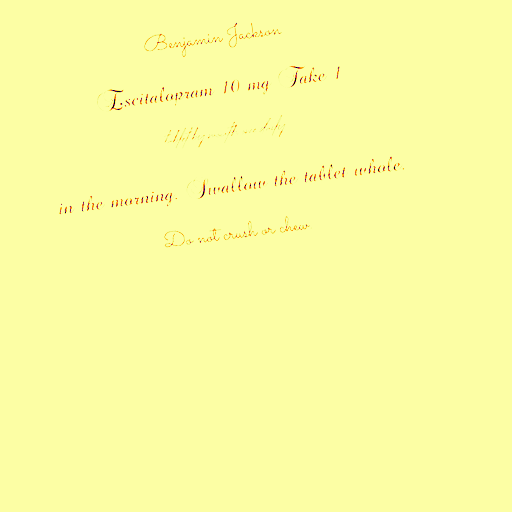 Benjamin Jackson
Escitalopram 10 mg Take 1
in the morning. Swallow the tablet whole.
Do not crush or chew